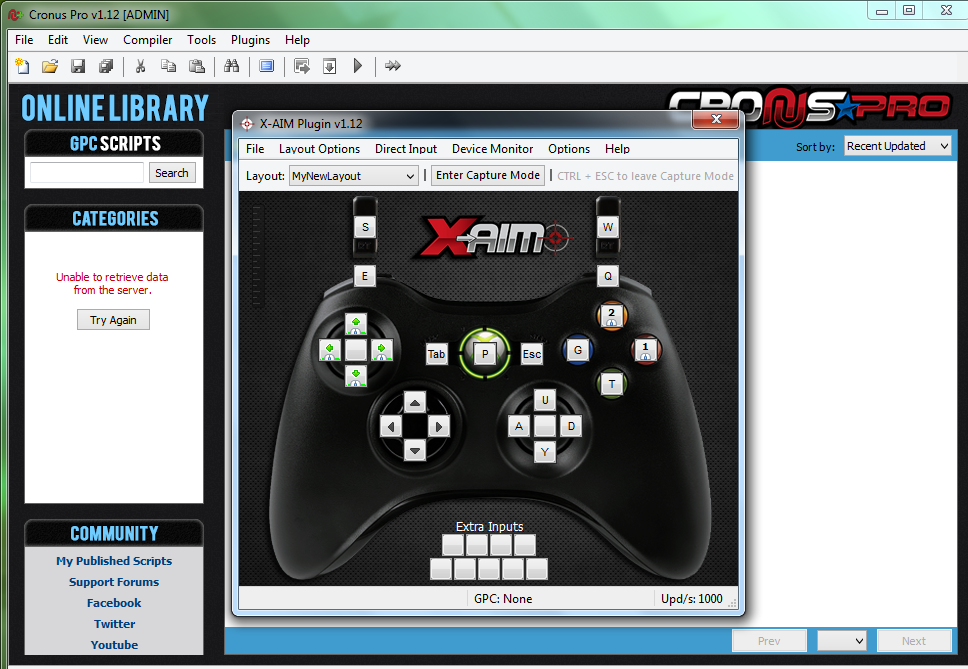 Cronus Pro v1.12 [ADMIN]
File Edit View Compiler Tools Plugins Help
ONLINE LIBRARY
CRONUS PRO
GPC SCRIPTS
Search
Sort by: Recent Updated
CATEGORIES
Unable to retrieve data
from the server.
Try Again
COMMUNITY
My Published Scripts
Support Forums
Facebook
Twitter
Youtube
X-AIM Plugin v1.12
File Layout Options Direct Input Device Monitor Options Help
Layout: MyNewLayout | Enter Capture Mode | CTRL + ESC to leave Capture Mode
X-AIM
S
W
E
Q
2
Tab
P
Esc
G
1
T
U
A
D
Y
Extra Inputs
GPC: None
Upd/s: 1000
Prev
Next